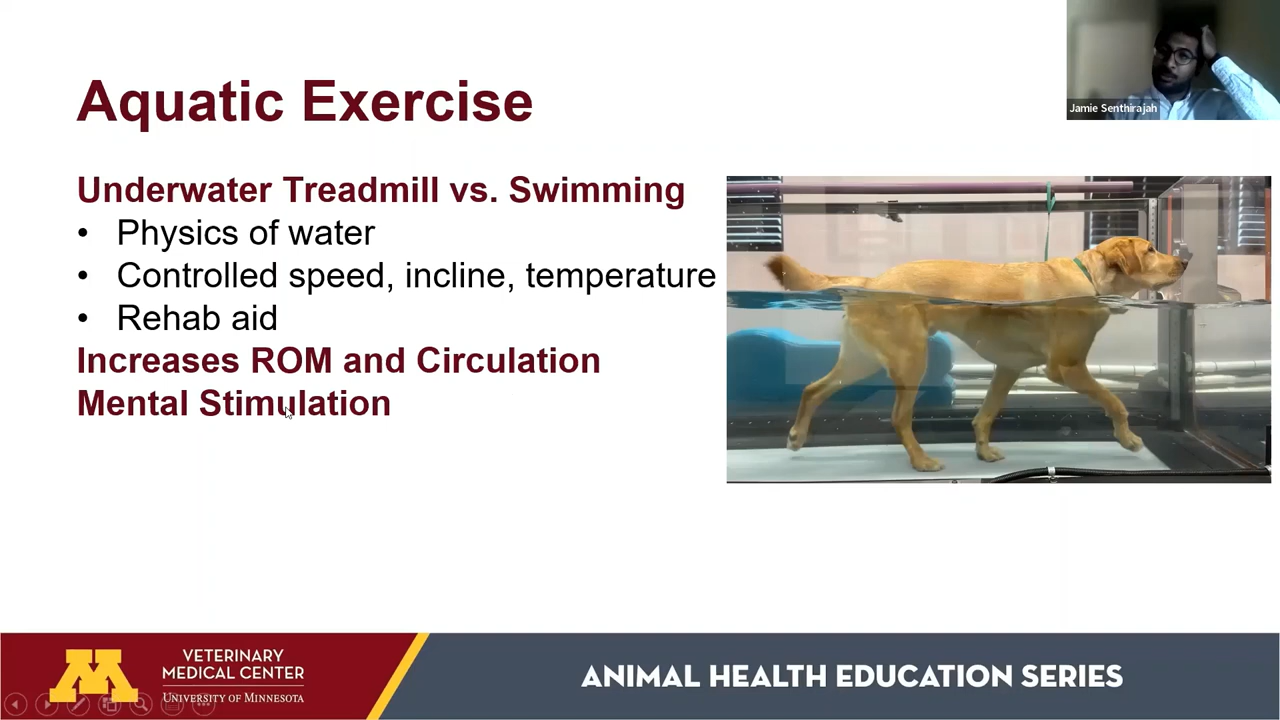 Aquatic Exercise
Jamie Senthirajah
Underwater Treadmill vs. Swimming
• Physics of water
• Controlled speed, incline, temperature
• Rehab aid
Increases ROM and Circulation
Mental Stimulation
M
VETERINARY
MEDICAL CENTER
UNIVERSITY OF MINNESOTA
ANIMAL HEALTH EDUCATION SERIES